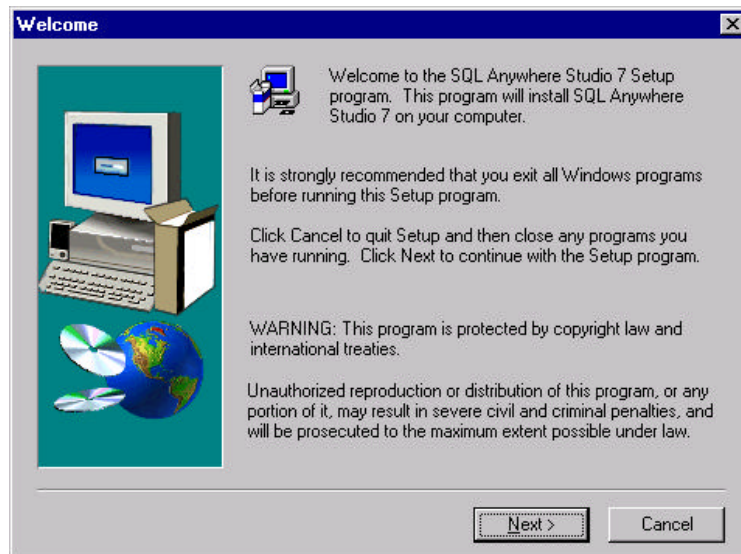 Welcome
Welcome to the SQL Anywhere Studio 7 Setup
program. This program will install SQL Anywhere
Studio 7 on your computer.
It is strongly recommended that you exit all Windows programs
before running this Setup program.
Click Cancel to quit Setup and then close any programs you
have running. Click Next to continue with the Setup program.
WARNING: This program is protected by copyright law and
international treaties.
Unauthorized reproduction or distribution of this program, or any
portion of it, may result in severe civil and criminal penalties, and
will be prosecuted to the maximum extent possible under law.
Next >
Cancel